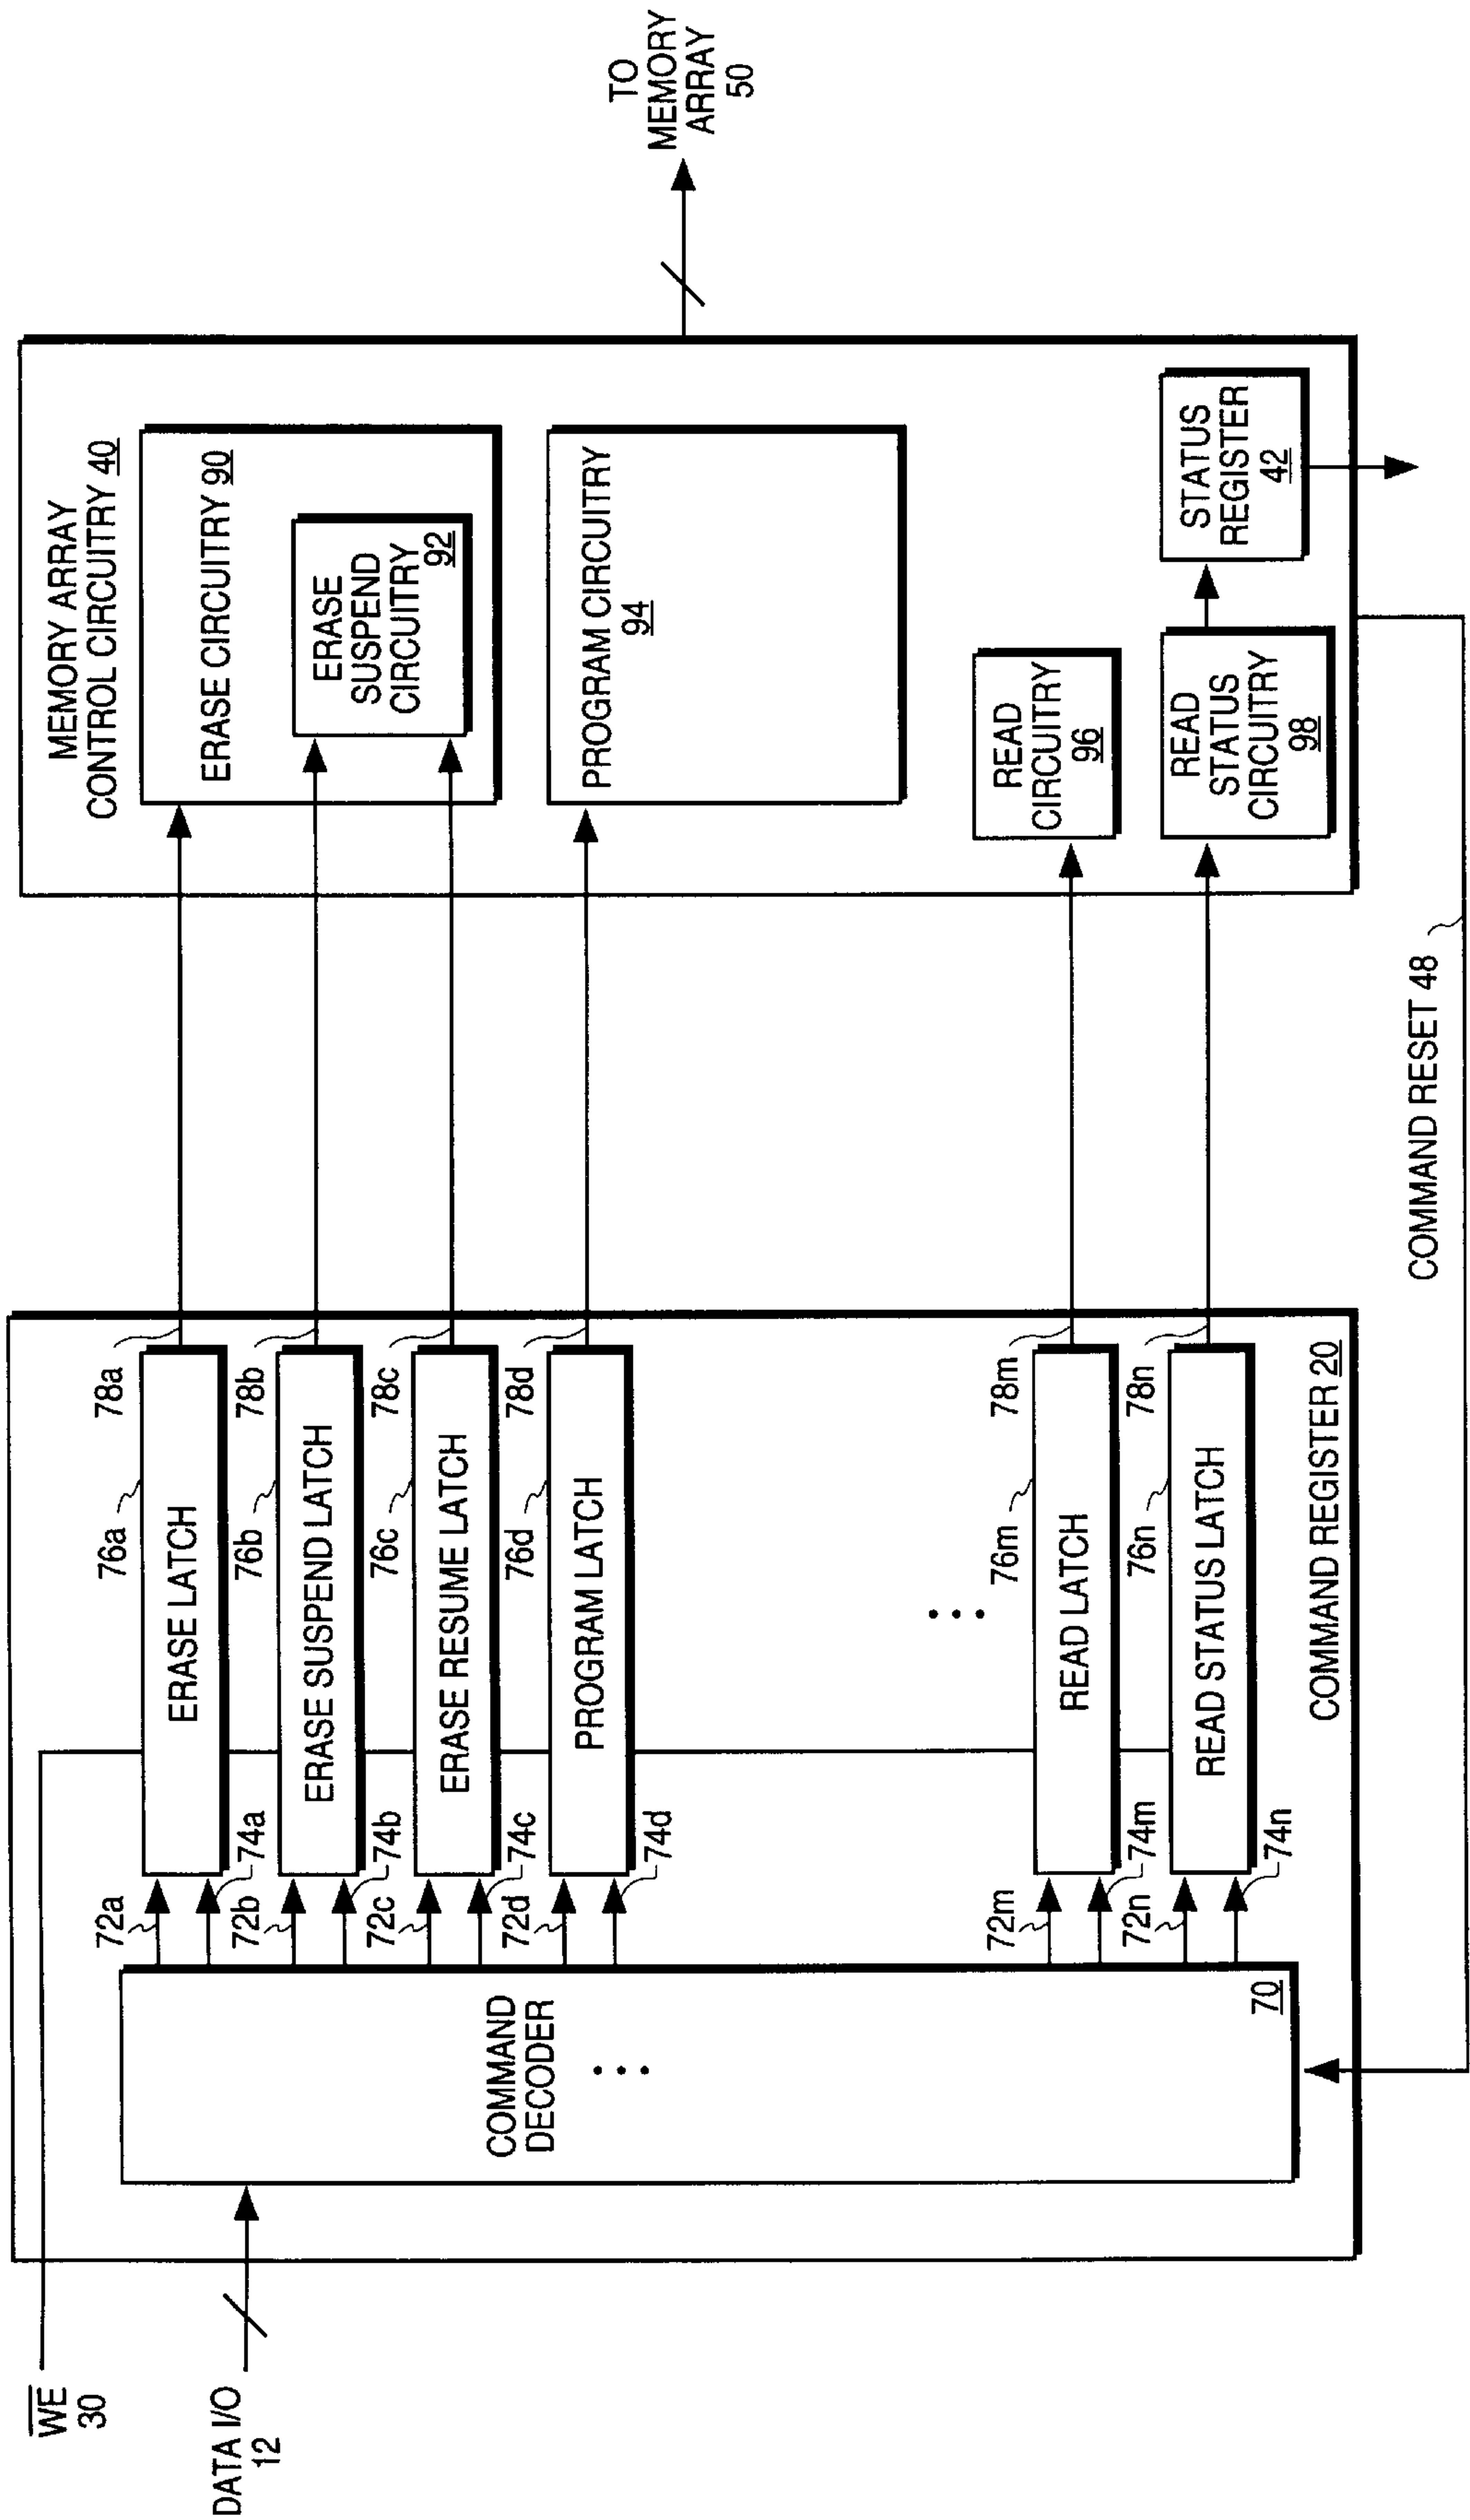 WE
30
DATA I/O
12
COMMAND
DECODER
70
72a
74a
72b
74b
72c
74c
72d
74d
72m
74m
72n
74n
76a
78a
ERASE LATCH
76b
78b
ERASE SUSPEND LATCH
76c
78c
ERASE RESUME LATCH
76d
78d
PROGRAM LATCH
76m
78m
READ LATCH
76n
78n
READ STATUS LATCH
COMMAND REGISTER 20
COMMAND RESET 48
MEMORY ARRAY
CONTROL CIRCUITRY 40
ERASE CIRCUITRY 90
ERASE
SUSPEND
CIRCUITRY
92
PROGRAM CIRCUITRY
94
READ
CIRCUITRY
96
READ
STATUS
CIRCUITRY
98
STATUS
REGISTER
42
TO
MEMORY
ARRAY
50